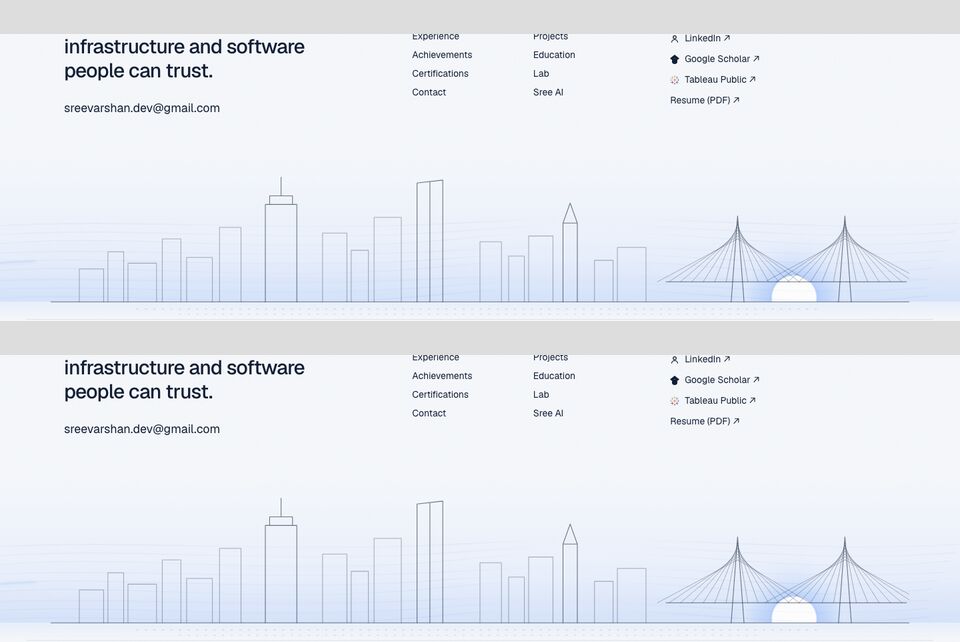 infrastructure and software
people can trust.
sreevarshan.dev@gmail.com
Experience
Achievements
Certifications
Contact
Projects
Education
Lab
Sree AI
LinkedIn ↗
Google Scholar ↗
Tableau Public ↗
Resume (PDF) ↗
infrastructure and software
people can trust.
sreevarshan.dev@gmail.com
Experience
Achievements
Certifications
Contact
Projects
Education
Lab
Sree AI
LinkedIn ↗
Google Scholar ↗
Tableau Public ↗
Resume (PDF) ↗